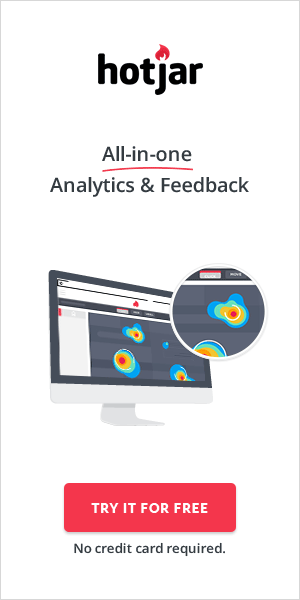 hotjar
All-in-one
Analytics & Feedback
TRY IT FOR FREE
No credit card required.